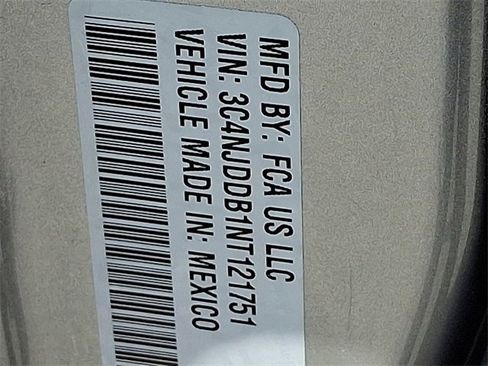 MFD BY: FCA US LLC
VIN: 3C4NJDDB1NT121751
VEHICLE MADE IN: MEXICO